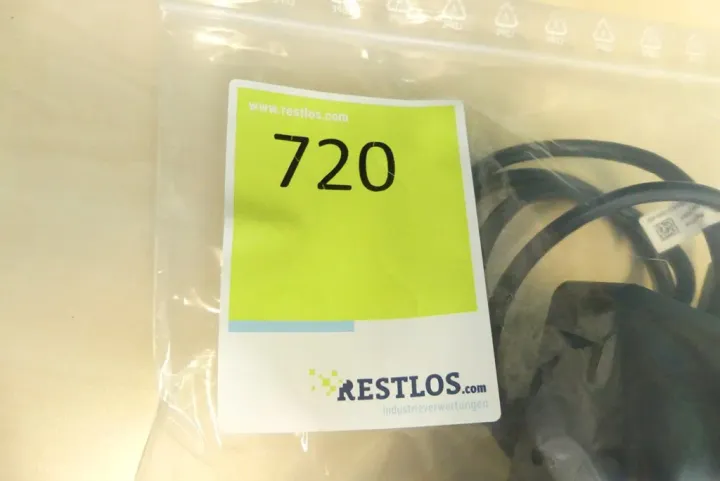 www.restlos.com
720
RESTLOS.com
industrieverwertungen